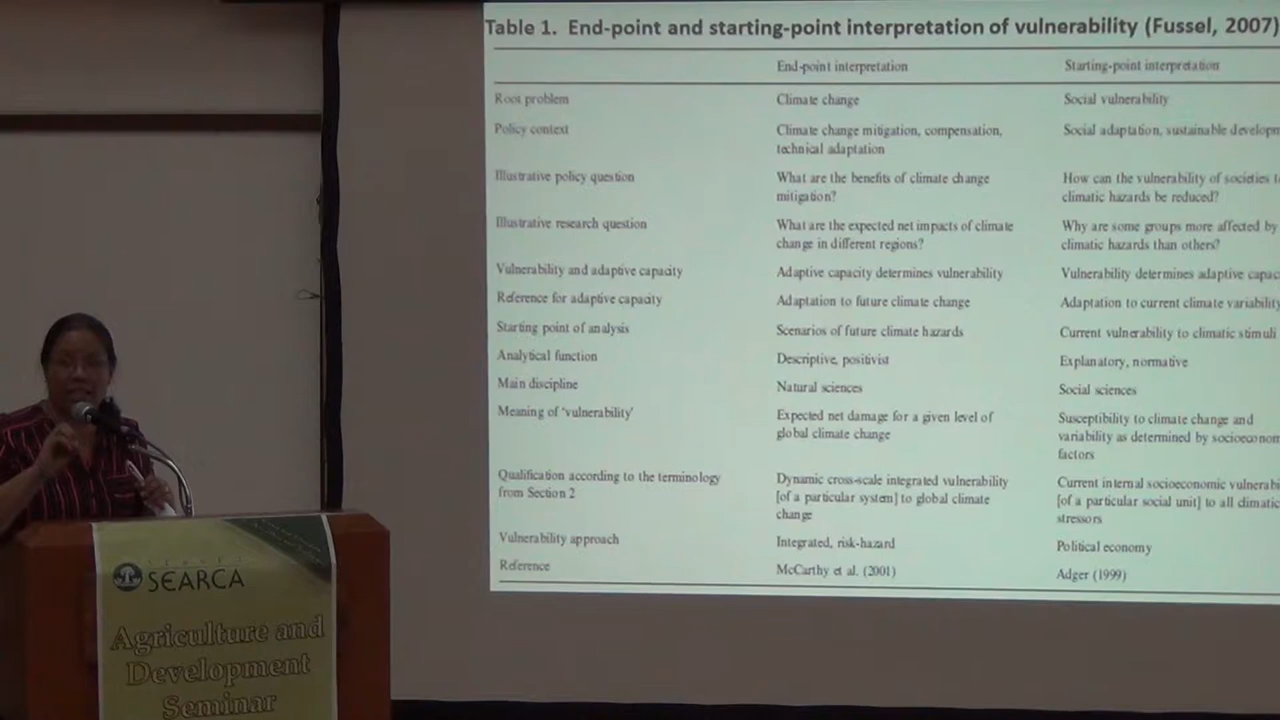 Table 1. End-point and starting-point interpretation of vulnerability (Fussel, 2007)
End-point interpretation Starting-point interpretation
Root problem Climate change Social vulnerability
Policy context Climate change mitigation, compensation, Social adaptation, sustainable
technical adaptation
Illustrative policy question What are the benefits of climate change How can the vulnerability of societies
mitigation? climatic hazards be reduced?
Illustrative research question What are the expected net impacts of climate Why are some groups more affected by
change in different regions? climatic hazards than others?
Vulnerability and adaptive capacity Adaptive capacity determines vulnerability Vulnerability determines adaptive
Reference for adaptive capacity Adaptation to future climate change Adaptation to current climate variability
Starting point of analysis Scenarios of future climate hazards Current vulnerability to climatic stimuli
Analytical function Descriptive, positivist Explanatory, normative
Main discipline Natural sciences Social sciences
Meaning of 'vulnerability' Expected net damage for a given level of Susceptibility to climate change and
global climate change variability as determined by
factors
Qualification according to the terminology Dynamic cross-scale integrated vulnerability Current internal socioeconomic
from Section 2 [of a particular system] to global climate [of a particular social unit] to all climatic
change stressors
Vulnerability approach Integrated, risk-hazard Political economy
Reference McCarthy et al. (2001) Adger (1999)
SEARCA
Agriculture and
Development
Seminar